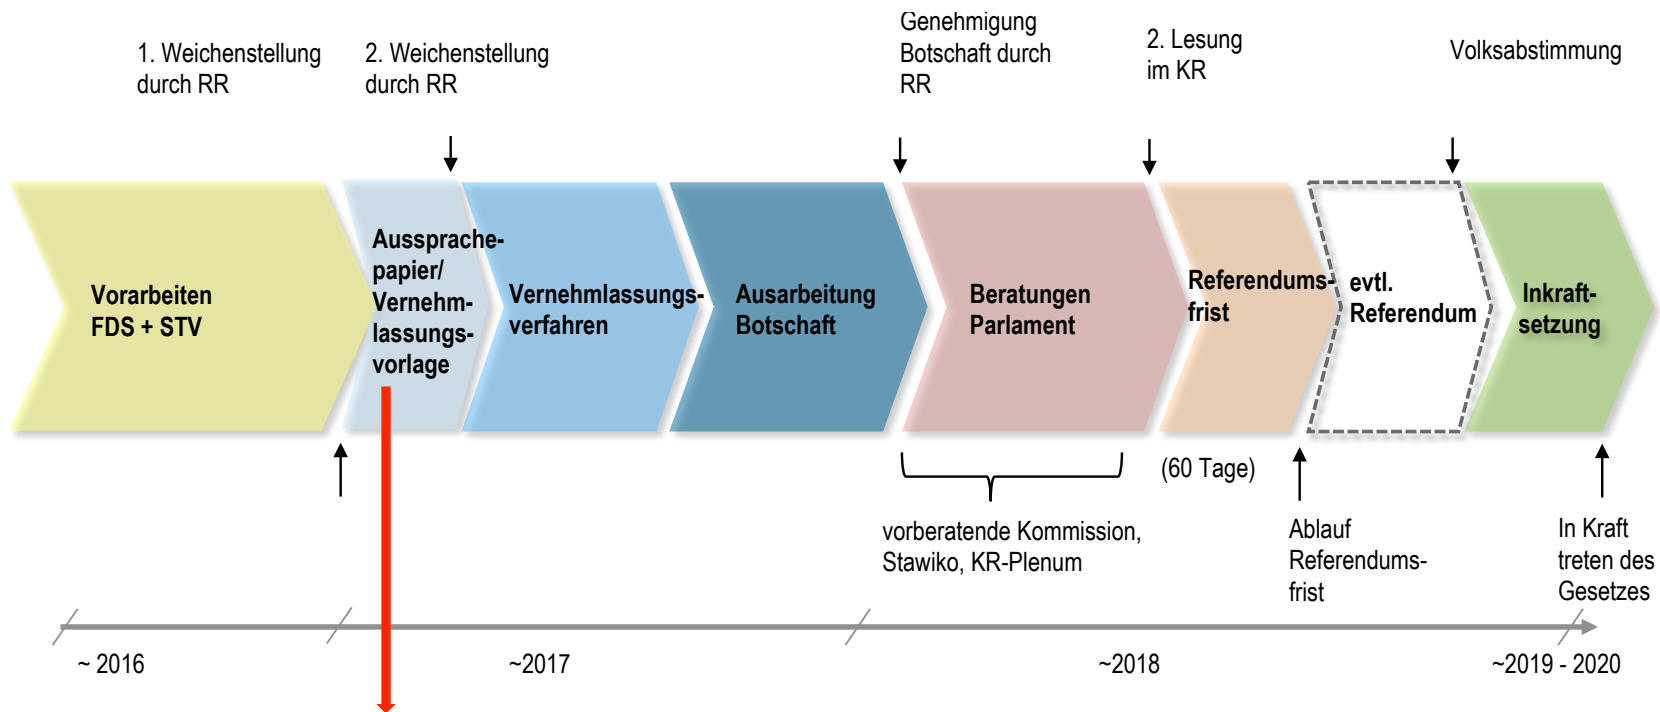 1. Weichenstellung
durch RR
2. Weichenstellung
durch RR
Genehmigung
Botschaft durch
RR
2. Lesung
im KR
Volksabstimmung
Vorarbeiten
FDS + STV
Aussprache-
papier/
Vernehm-
lassungs-
vorlage
Vernehmlassungs-
verfahren
Ausarbeitung
Botschaft
Beratungen
Parlament
Referendums-
frist
evtl.
Referendum
Inkraft-
setzung
(60 Tage)
vorberatende Kommission,
Stawiko, KR-Plenum
Ablauf
Referendums-
frist
In Kraft
treten des
Gesetzes
~ 2016
~2017
~2018
~2019 - 2020